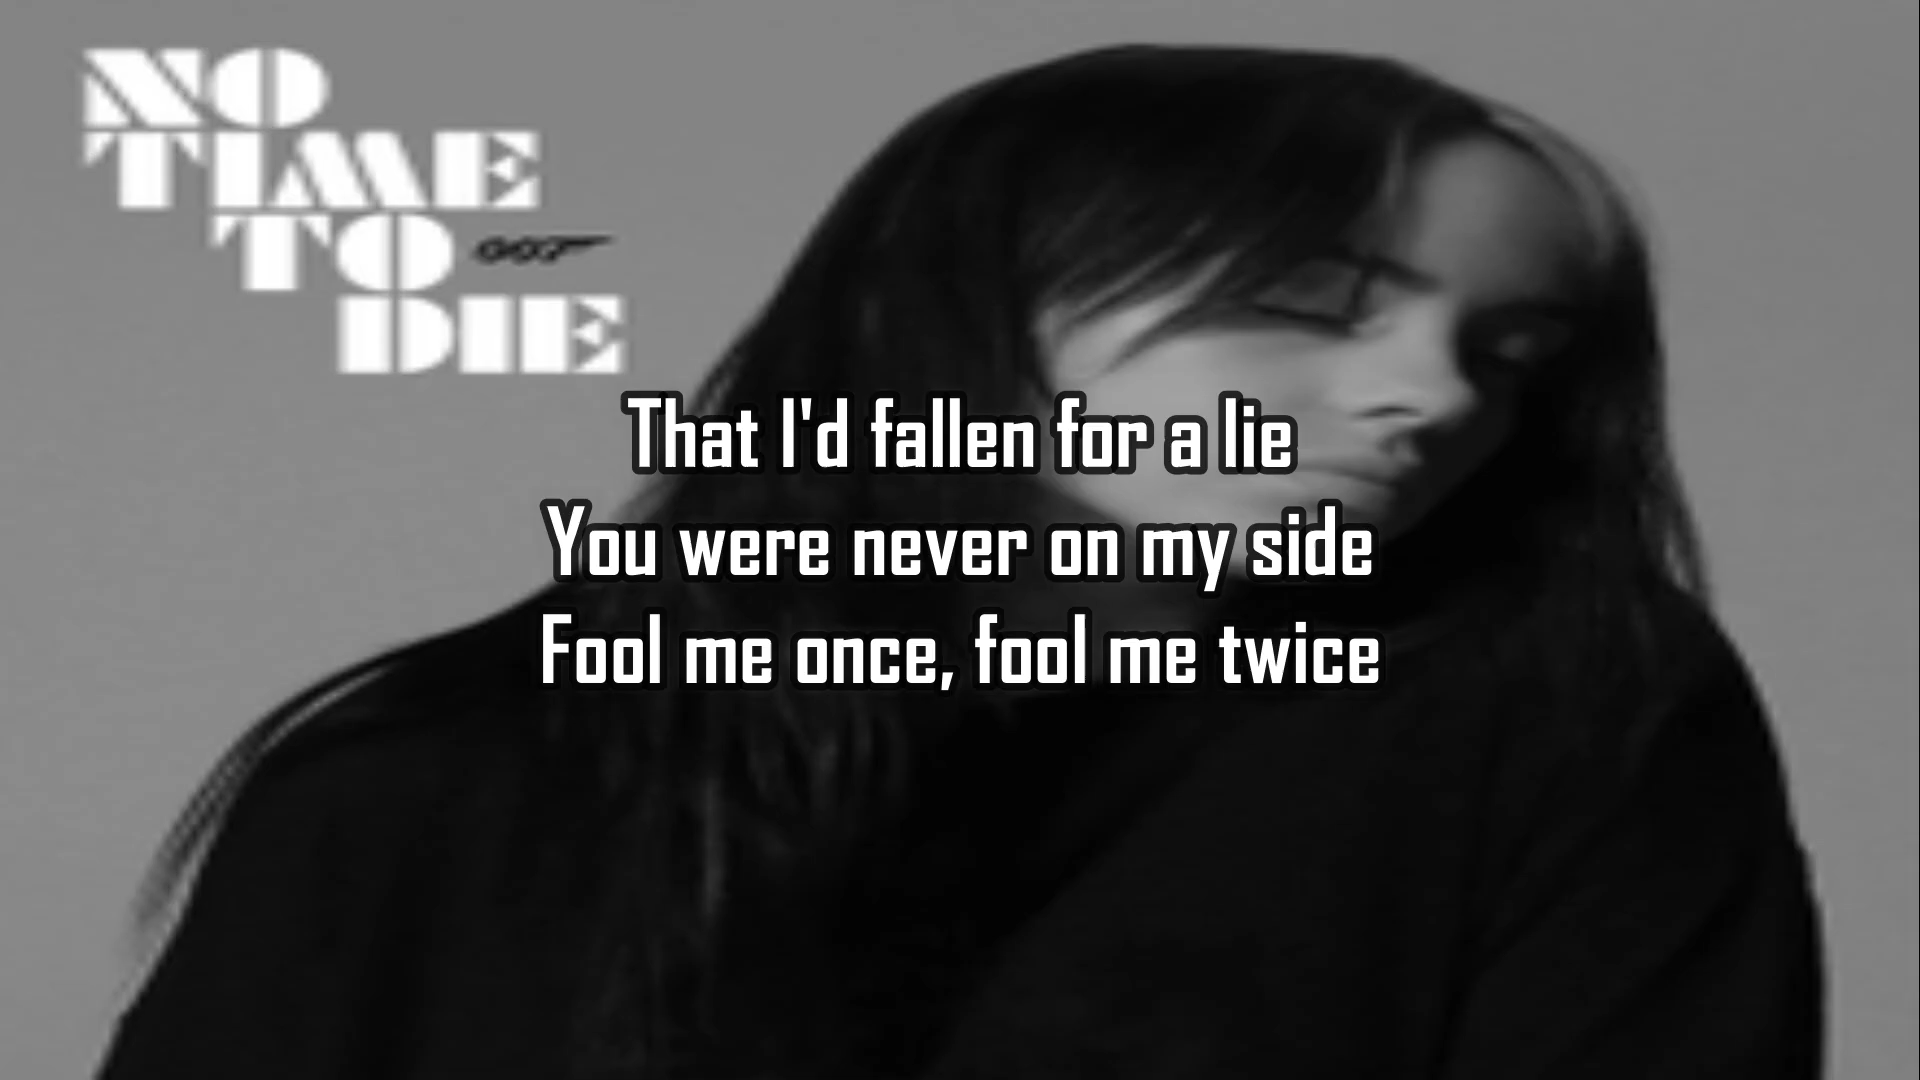 NO
TIME
TO 007
DIE
That I'd fallen for a lie
You were never on my side
Fool me once, fool me twice